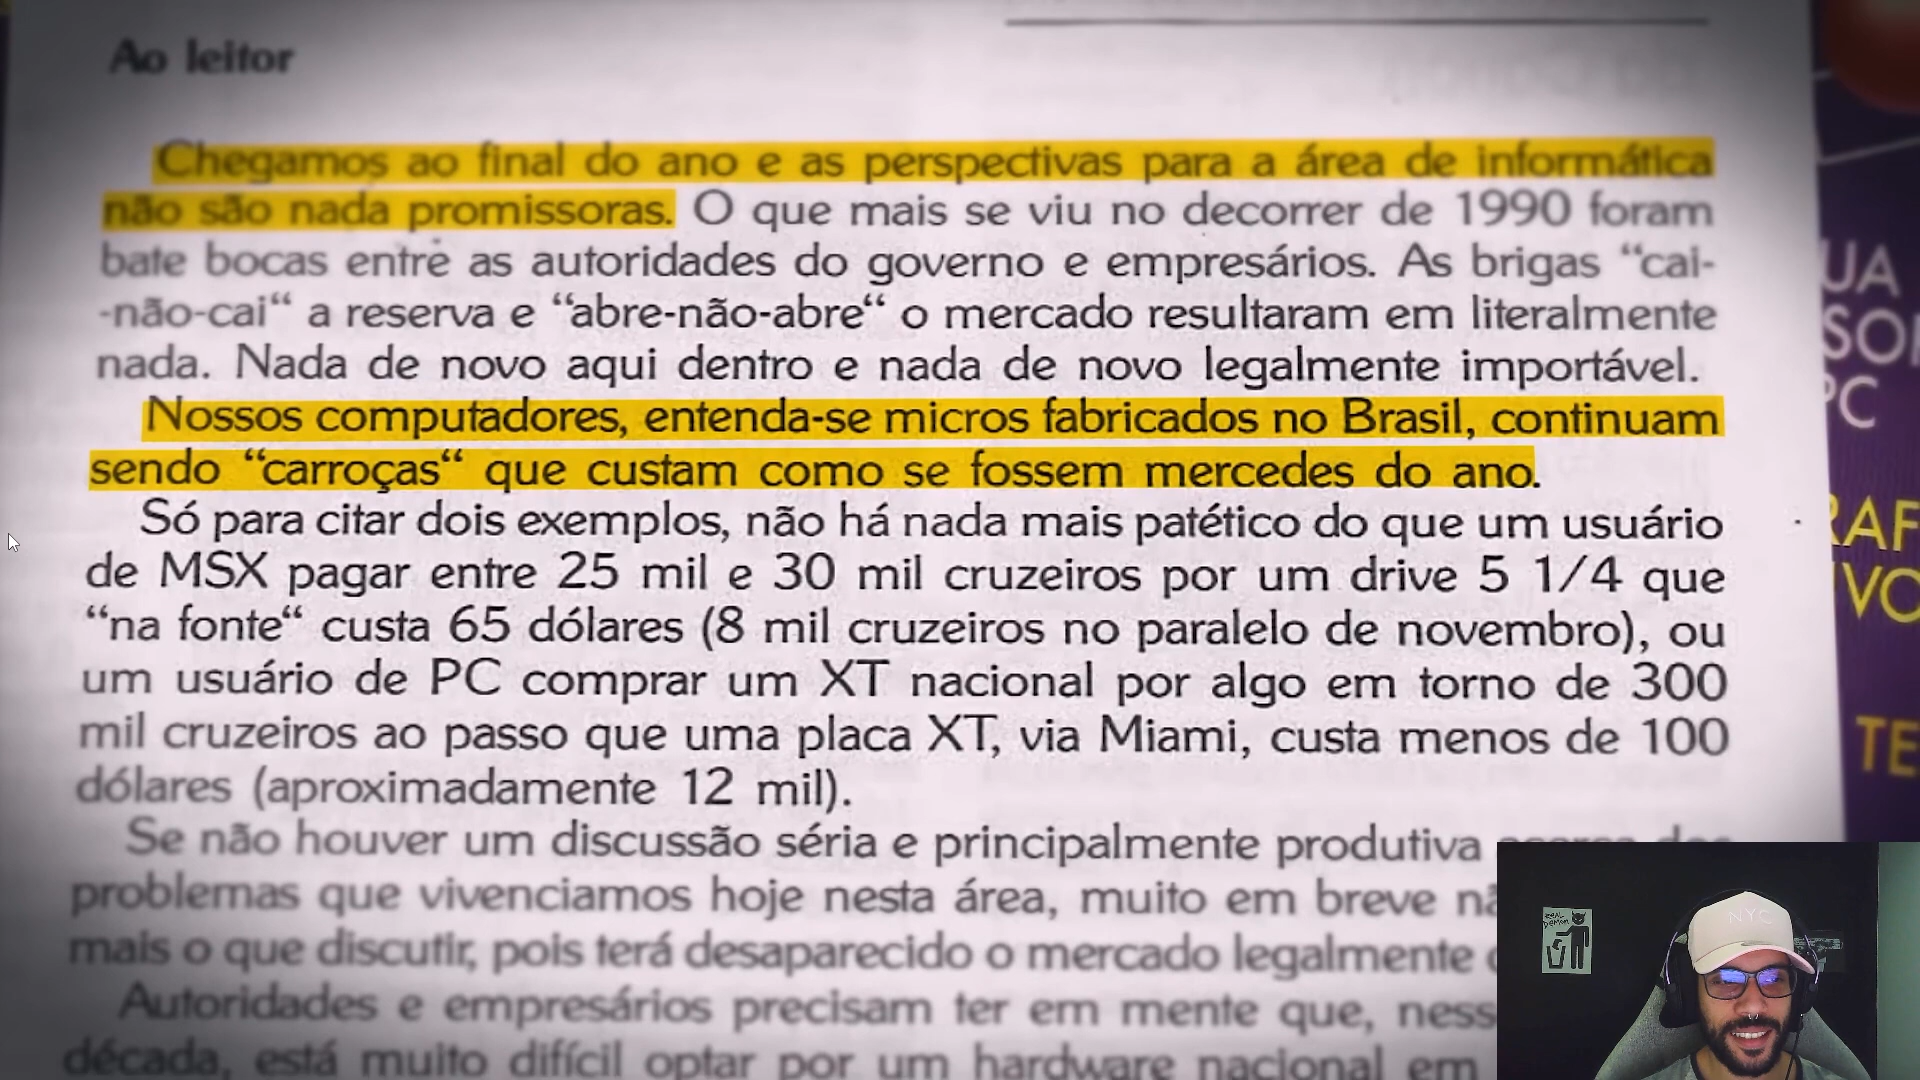 Ao leitor
Chegamos ao final do ano e as perspectivas para a área de informática
não são nada promissoras. O que mais se viu no decorrer de 1990 foram
bate bocas entre as autoridades do governo e empresários. As brigas “cai-
-não-cai“ a reserva e “abre-não-abre“ o mercado resultaram em literalmente
nada. Nada de novo aqui dentro e nada de novo legalmente importável.
Nossos computadores, entenda-se micros fabricados no Brasil, continuam
sendo “carroças“ que custam como se fossem mercedes do ano.
Só para citar dois exemplos, não há nada mais patético do que um usuário
de MSX pagar entre 25 mil e 30 mil cruzeiros por um drive 5 1/4 que
“na fonte“ custa 65 dólares (8 mil cruzeiros no paralelo de novembro), ou
um usuário de PC comprar um XT nacional por algo em torno de 300
mil cruzeiros ao passo que uma placa XT, via Miami, custa menos de 100
dólares (aproximadamente 12 mil).
Se não houver um discussão séria e principalmente produtiva
problemas que vivenciamos hoje nesta área, muito em breve
mais o que discutir, pois terá desaparecido o mercado legalmente
Autoridades e empresários precisam ter em mente que,
década, está muito difícil optar por um hardware nacional em
UA
SO
PC
RAF
VO
TE
REAL DEMON
NYC